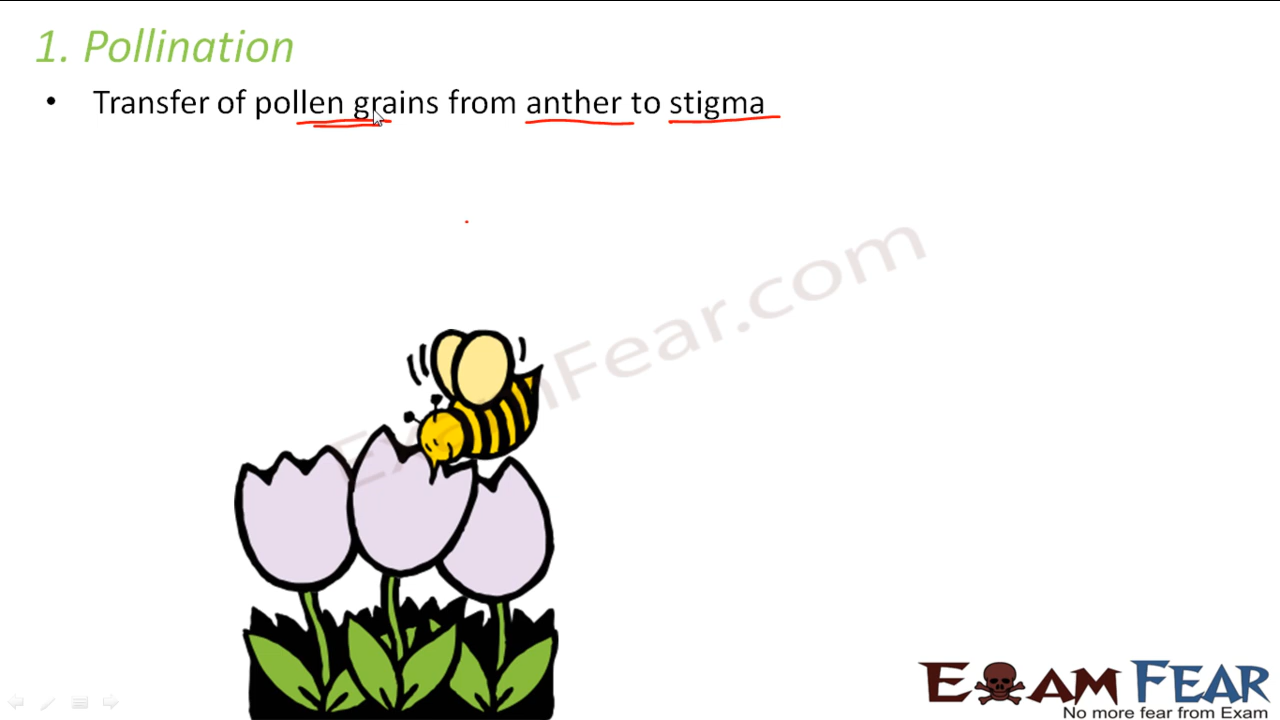 1. Pollination
• Transfer of pollen grains from anther to stigma
ExamFear.com
EXAM FEAR
No more fear from Exam